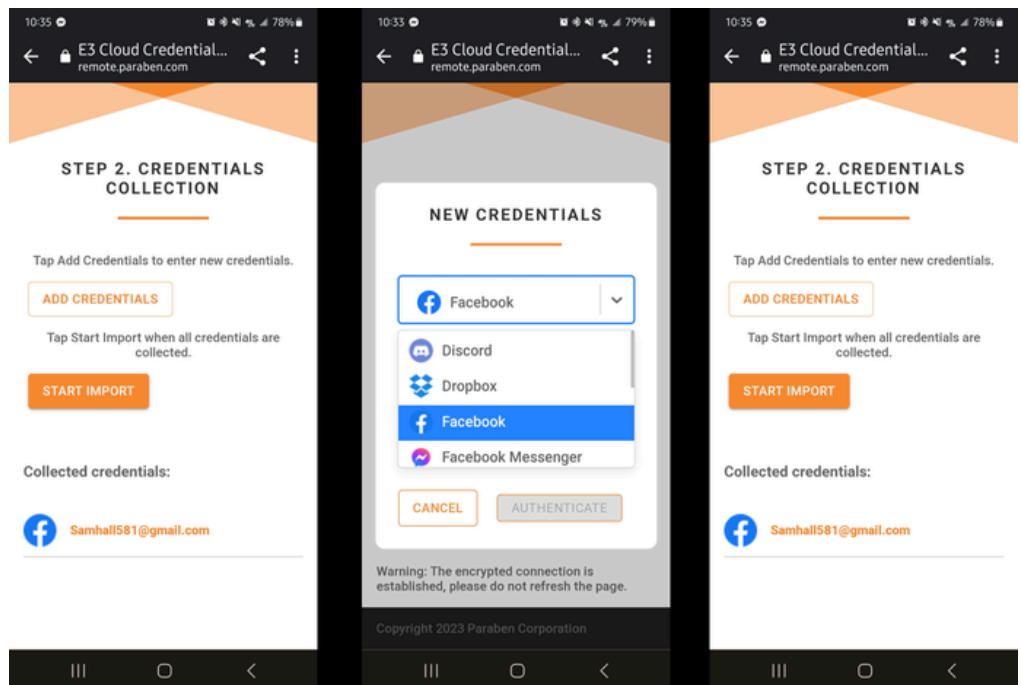 10:35
78%
E3 Cloud Credential...
remote.paraben.com
STEP 2. CREDENTIALS
COLLECTION
Tap Add Credentials to enter new credentials.
ADD CREDENTIALS
Tap Start Import when all credentials are
collected.
START IMPORT
Collected credentials:
Samhall581@gmail.com
10:33
79%
E3 Cloud Credential...
remote.paraben.com
NEW CREDENTIALS
Facebook
Discord
Dropbox
Facebook
Facebook Messenger
CANCEL
AUTHENTICATE
Warning: The encrypted connection is
established, please do not refresh the page.
Copyright 2023 Paraben Corporation
10:35
78%
E3 Cloud Credential...
remote.paraben.com
STEP 2. CREDENTIALS
COLLECTION
Tap Add Credentials to enter new credentials.
ADD CREDENTIALS
Tap Start Import when all credentials are
collected.
START IMPORT
Collected credentials:
Samhall581@gmail.com